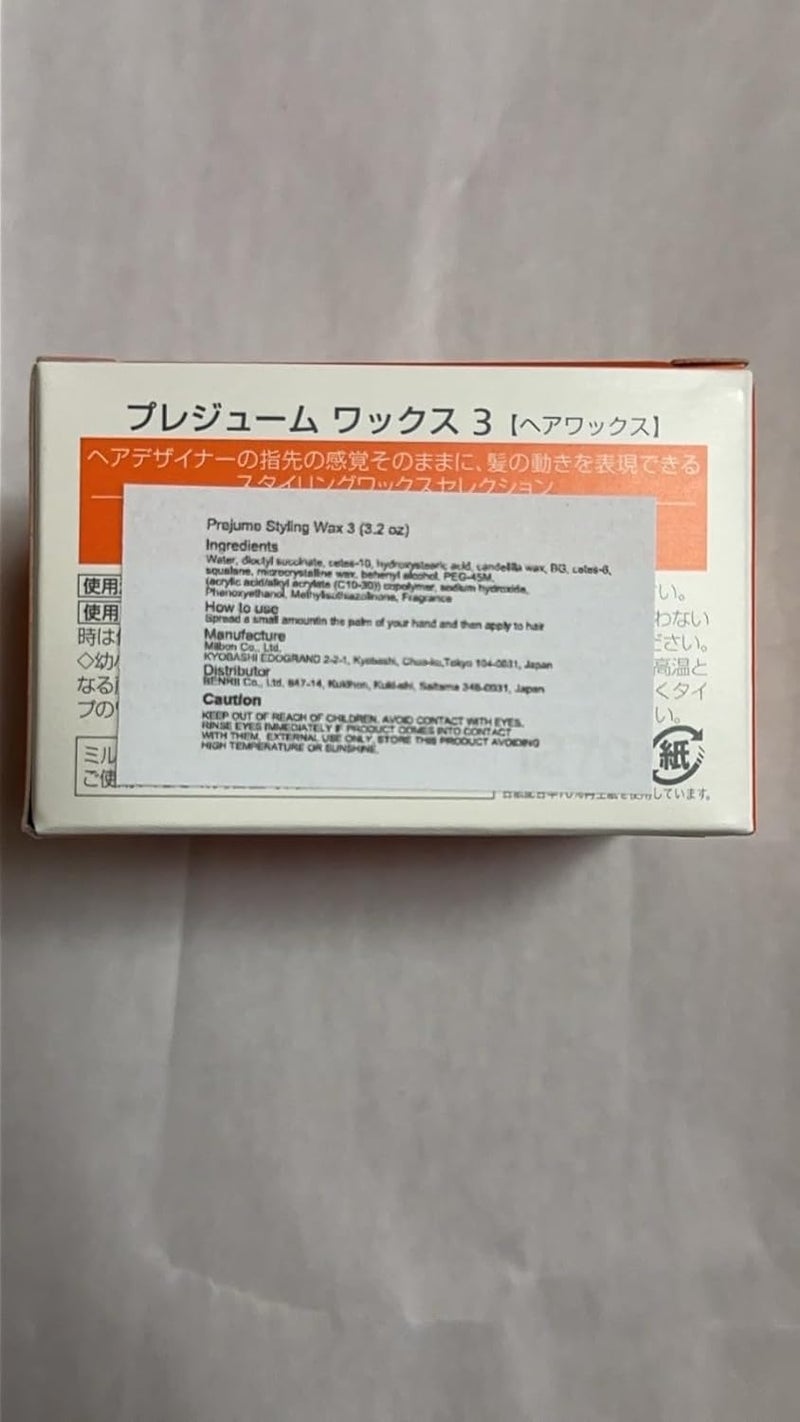 プレジューム ワックス 3【ヘアワックス】
ヘアデザイナーの指先の感覚そのままに、髪の動きを表現できる
スタイリングワックスセレクション
Prejume Styling Wax 3 (3.2 oz)
Ingredients
Water, dioctyl succinate, cetes-10, hydroxystearic acid, candelilla wax, BG, cetes-6,
squalane, microcrystalline wax, behenyl alcohol, PEG-45M,
(acrylic acid/alkyl acrylate (C10-30)) copolymer, sodium hydroxide,
Phenoxyethanol, Methylisothiazolinone, Fragrance
How to use
Spread a small amountin the palm of your hand and then apply to hair
Manufacture
Milbon Co., Ltd.
KYOBASHI EDOGRAND 2-2-1, Kyobashi, Chuo-ku,Tokyo 104-0031, Japan
Distributor
Co., Ltd. 847-14, Kuki-shi, Saitama 346-0031, Japan
Caution
KEEP OUT OF REACH OF CHILDREN. AVOID CONTACT WITH EYES.
RINSE EYES IMMEDIATELY IF PRODUCT COMES INTO CONTACT
WITH THEM. EXTERNAL USE ONLY. STORE THIS PRODUCT AVOIDING
HIGH TEMPERATURE OR SUNSHINE.
使用
い。
使用
わない
時は
ださい。
◇幼
高温と
なる
くタイ
プの
い。
ミル
ご使
紙
しています。